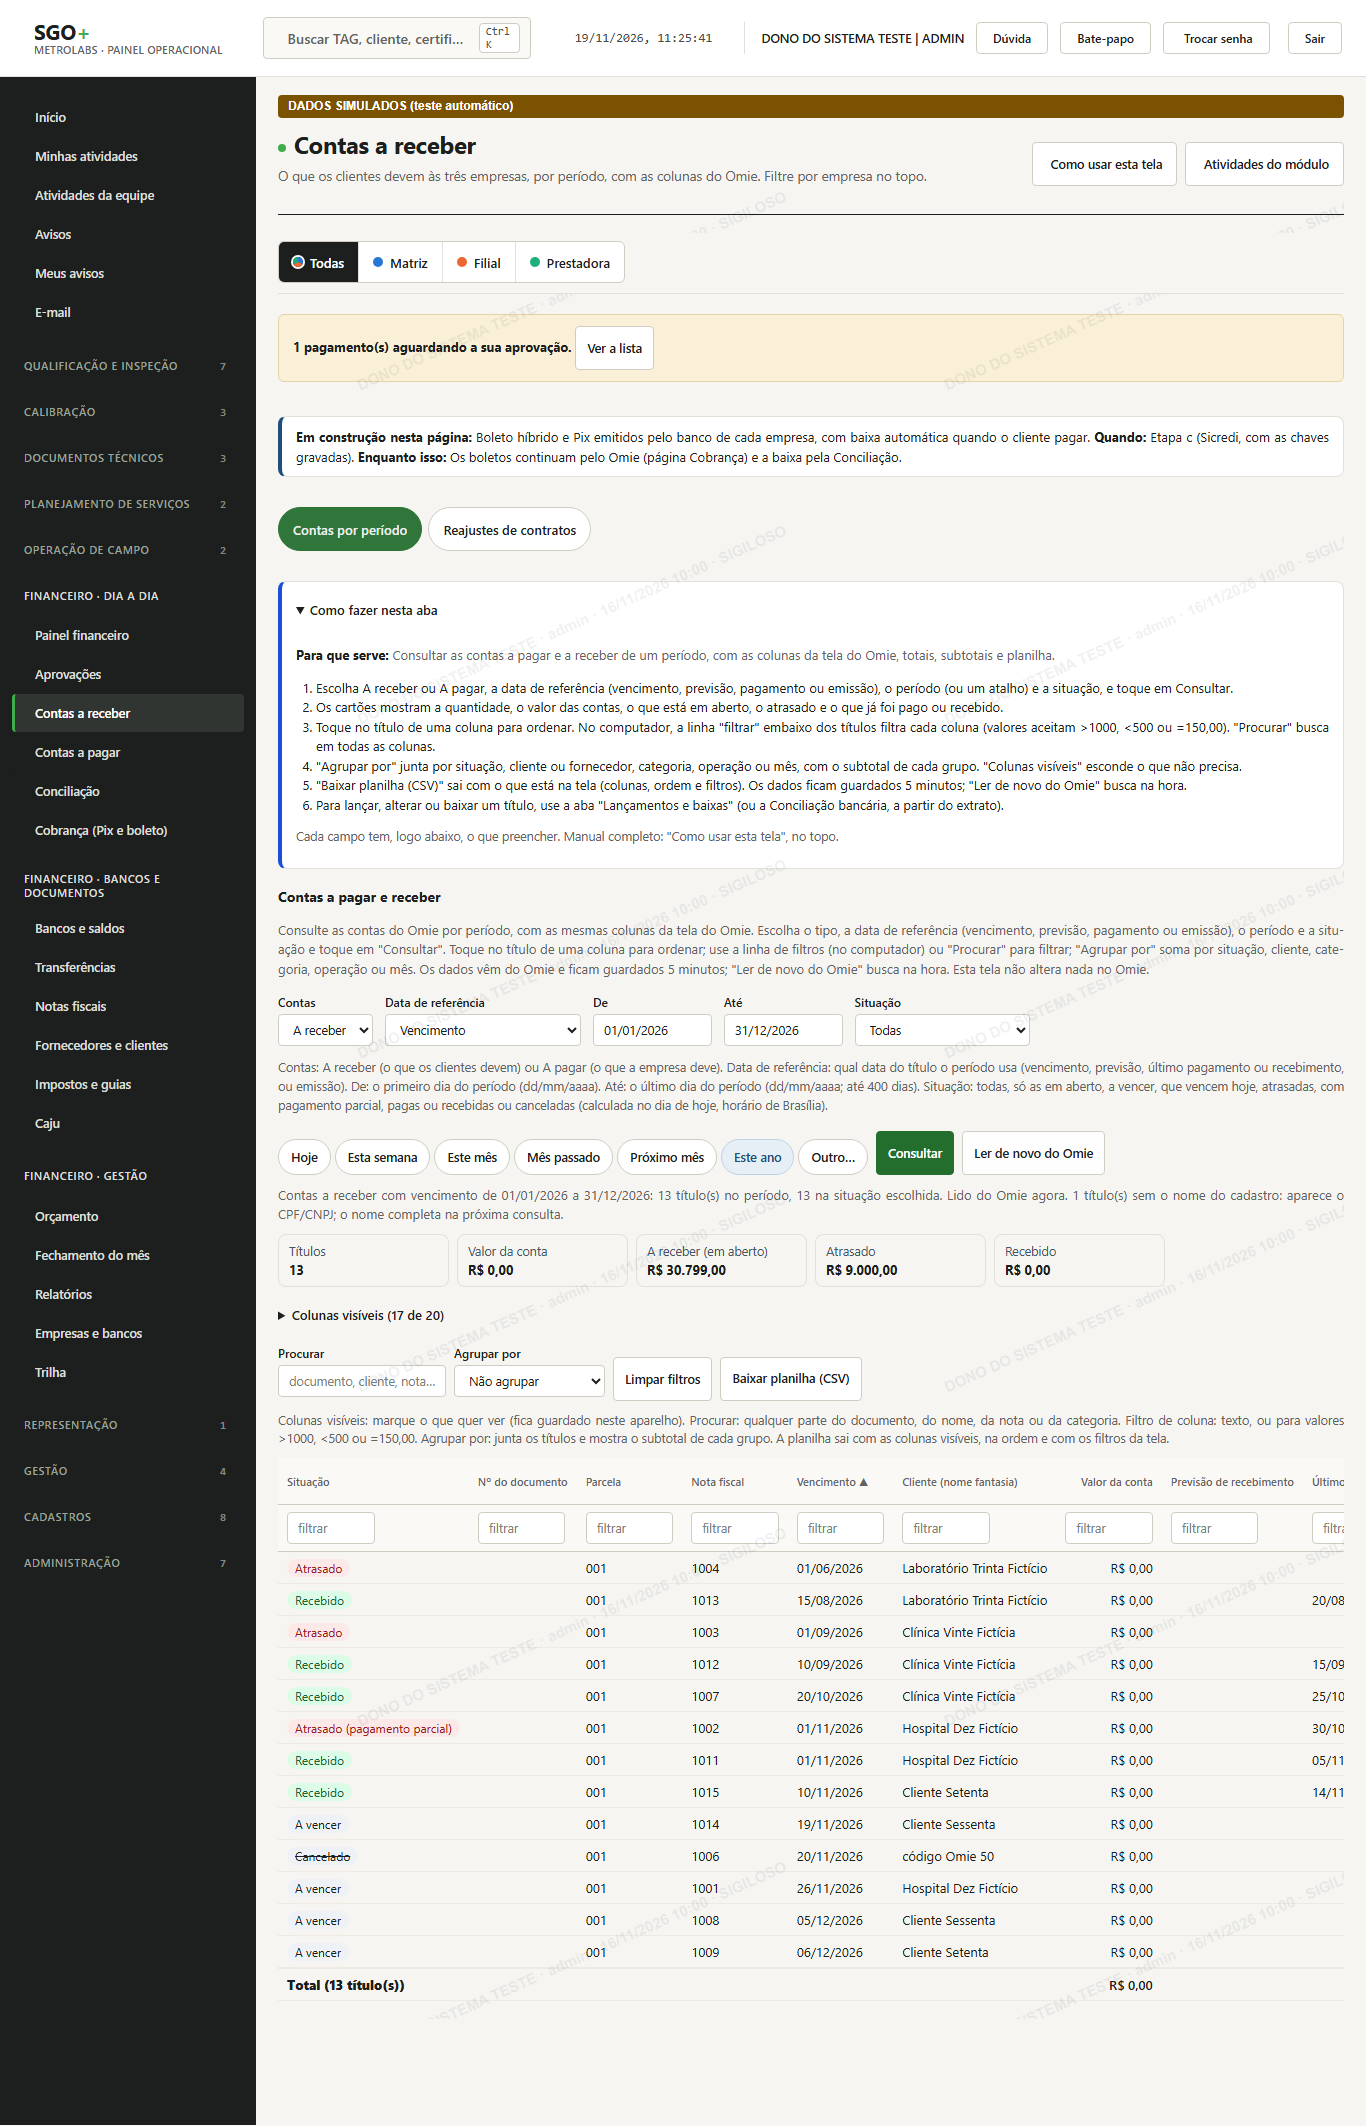 SGO+
METROLABS · PAINEL OPERACIONAL
Buscar TAG, cliente, certifi...
Ctrl K
19/11/2026, 11:25:41
DONO DO SISTEMA TESTE | ADMIN
Dúvida
Bate-papo
Trocar senha
Sair
Início
Minhas atividades
Atividades da equipe
Avisos
Meus avisos
E-mail
QUALIFICAÇÃO E INSPEÇÃO 7
CALIBRAÇÃO 3
DOCUMENTOS TÉCNICOS 3
PLANEJAMENTO DE SERVIÇOS 2
OPERAÇÃO DE CAMPO 2
FINANCEIRO · DIA A DIA
Painel financeiro
Aprovações
Contas a receber
Contas a pagar
Conciliação
Cobrança (Pix e boleto)
FINANCEIRO · BANCOS E
DOCUMENTOS
Bancos e saldos
Transferências
Notas fiscais
Fornecedores e clientes
Impostos e guias
Caju
FINANCEIRO · GESTÃO
Orçamento
Fechamento do mês
Relatórios
Empresas e bancos
Trilha
REPRESENTAÇÃO 1
GESTÃO 4
CADASTROS 8
ADMINISTRAÇÃO 7
DADOS SIMULADOS (teste automático)
Contas a receber
O que os clientes devem às três empresas, por período, com as colunas do Omie. Filtre por empresa no topo.
Como usar esta tela
Atividades do módulo
Todas
Matriz
Filial
Prestadora
1 pagamento(s) aguardando a sua aprovação.
Ver a lista
Em construção nesta página: Boleto híbrido e Pix emitidos pelo banco de cada empresa, com baixa automática quando o cliente pagar. Quando: Etapa c (Sicredi, com as chaves
gravadas). Enquanto isso: Os boletos continuam pelo Omie (página Cobrança) e a baixa pela Conciliação.
Contas por período
Reajustes de contratos
▼ Como fazer nesta aba
Para que serve: Consultar as contas a pagar e a receber de um período, com as colunas da tela do Omie, totais, subtotais e planilha.
1. Escolha A receber ou A pagar, a data de referência (vencimento, previsão, pagamento ou emissão), o período (ou um atalho) e a situação, e toque em Consultar.
2. Os cartões mostram a quantidade, o valor das contas, o que está em aberto, o atrasado e o que já foi pago ou recebido.
3. Toque no título de uma coluna para ordenar. No computador, a linha "filtrar" embaixo dos títulos filtra cada coluna (valores aceitam >1000, <500 ou =150,00). "Procurar" busca
em todas as colunas.
4. "Agrupar por" junta por situação, cliente ou fornecedor, categoria, operação ou mês, com o subtotal de cada grupo. "Colunas visíveis" esconde o que não precisa.
5. "Baixar planilha (CSV)" sai com o que está na tela (colunas, ordem e filtros). Os dados ficam guardados 5 minutos; "Ler de novo do Omie" busca na hora.
6. Para lançar, alterar ou baixar um título, use a aba "Lançamentos e baixas" (ou a Conciliação bancária, a partir do extrato).
Cada campo tem, logo abaixo, o que preencher. Manual completo: "Como usar esta tela", no topo.
Contas a pagar e receber
Consulte as contas do Omie por período, com as mesmas colunas da tela do Omie. Escolha o tipo, a data de referência (vencimento, previsão, pagamento ou emissão), o período e a situ-
ação e toque em "Consultar". Toque no título de uma coluna para ordenar; use a linha de filtros (no computador) ou "Procurar" para filtrar; "Agrupar por" soma por situação, cliente, cate-
goria, operação ou mês. Os dados vêm do Omie e ficam guardados 5 minutos; "Ler de novo do Omie" busca na hora. Esta tela não altera nada no Omie.
Contas Data de referência De Até Situação
A receber Vencimento 01/01/2026 31/12/2026 Todas
Contas: A receber (o que os clientes devem) ou A pagar (o que a empresa deve). Data de referência: qual data do título o período usa (vencimento, previsão, último pagamento ou recebimento,
ou emissão). De: o primeiro dia do período (dd/mm/aaaa). Até: o último dia do período (dd/mm/aaaa; até 400 dias). Situação: todas, só as em aberto, a vencer, que vencem hoje, atrasadas, com
pagamento parcial, pagas ou recebidas ou canceladas (calculada no dia de hoje, horário de Brasília).
Hoje Esta semana Este mês Mês passado Próximo mês Este ano Outro... Consultar Ler de novo do Omie
Contas a receber com vencimento de 01/01/2026 a 31/12/2026: 13 título(s) no período, 13 na situação escolhida. Lido do Omie agora. 1 título(s) sem o nome do cadastro: aparece o
CPF/CNPJ; o nome completa na próxima consulta.
Títulos Valor da conta A receber (em aberto) Atrasado Recebido
13 R$ 0,00 R$ 30.799,00 R$ 9.000,00 R$ 0,00
▶ Colunas visíveis (17 de 20)
Procurar Agrupar por
documento, cliente, nota... Não agrupar Limpar filtros Baixar planilha (CSV)
Colunas visíveis: marque o que quer ver (fica guardado neste aparelho). Procurar: qualquer parte do documento, do nome, da nota ou da categoria. Filtro de coluna: texto, ou para valores
>1000, <500 ou =150,00. Agrupar por: junta os títulos e mostra o subtotal de cada grupo. A planilha sai com as colunas visíveis, na ordem e com os filtros da tela.
Situação Nº do documento Parcela Nota fiscal Vencimento ▲ Cliente (nome fantasia) Valor da conta Previsão de recebimento Último
filtrar filtrar filtrar filtrar filtrar filtrar filtrar filtrar filtra
Atrasado 001 1004 01/06/2026 Laboratório Trinta Fictício R$ 0,00
Recebido 001 1013 15/08/2026 Laboratório Trinta Fictício R$ 0,00 20/08
Atrasado 001 1003 01/09/2026 Clínica Vinte Fictícia R$ 0,00
Recebido 001 1012 10/09/2026 Clínica Vinte Fictícia R$ 0,00 15/09
Recebido 001 1007 20/10/2026 Clínica Vinte Fictícia R$ 0,00 25/10
Atrasado (pagamento parcial) 001 1002 01/11/2026 Hospital Dez Fictício R$ 0,00 30/10
Recebido 001 1011 01/11/2026 Hospital Dez Fictício R$ 0,00 05/11
Recebido 001 1015 10/11/2026 Cliente Setenta R$ 0,00 14/11
A vencer 001 1014 19/11/2026 Cliente Sessenta R$ 0,00
Cancelado 001 1006 20/11/2026 código Omie 50 R$ 0,00
A vencer 001 1001 26/11/2026 Hospital Dez Fictício R$ 0,00
A vencer 001 1008 05/12/2026 Cliente Sessenta R$ 0,00
A vencer 001 1009 06/12/2026 Cliente Setenta R$ 0,00
Total (13 título(s)) R$ 0,00
DONO DO SISTEMA TESTE · admin · 16/11/2026 10:00 · SIGILOSO